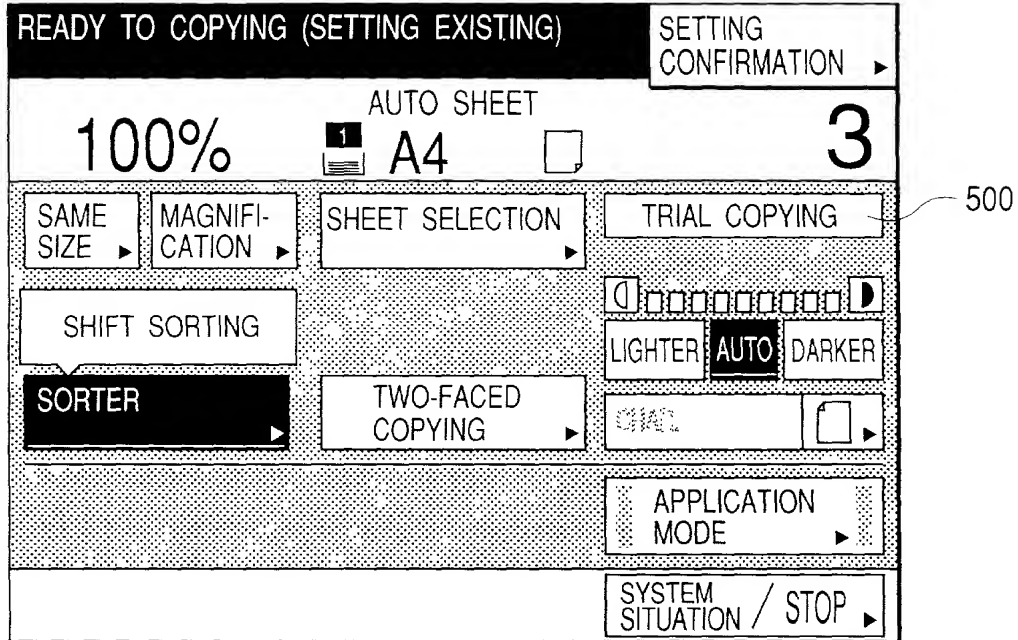 READY TO COPYING (SETTING EXISTING)
SETTING
CONFIRMATION
AUTO SHEET
100%
1
A4
3
SAME
SIZE
MAGNIFI-
CATION
SHEET SELECTION
TRIAL COPYING
500
SHIFT SORTING
LIGHTER
AUTO
DARKER
SORTER
TWO-FACED
COPYING
APPLICATION
MODE
SYSTEM
SITUATION / STOP